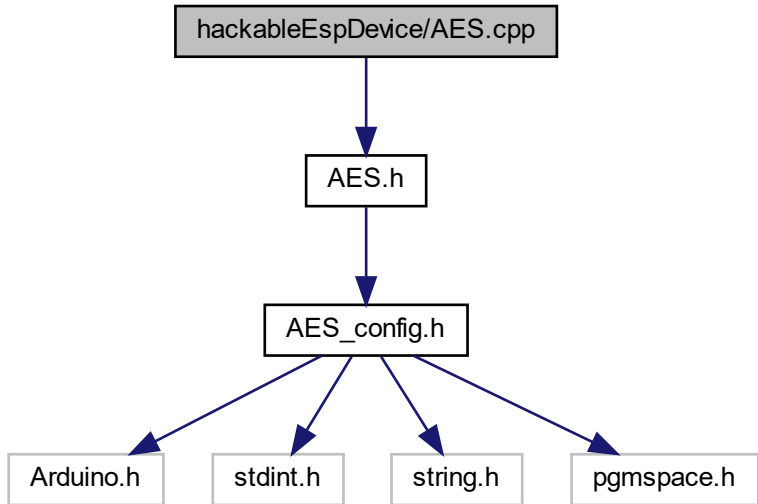 hackableEspDevice/AES.cpp
AES.h
AES_config.h
Arduino.h
stdint.h
string.h
pgmspace.h